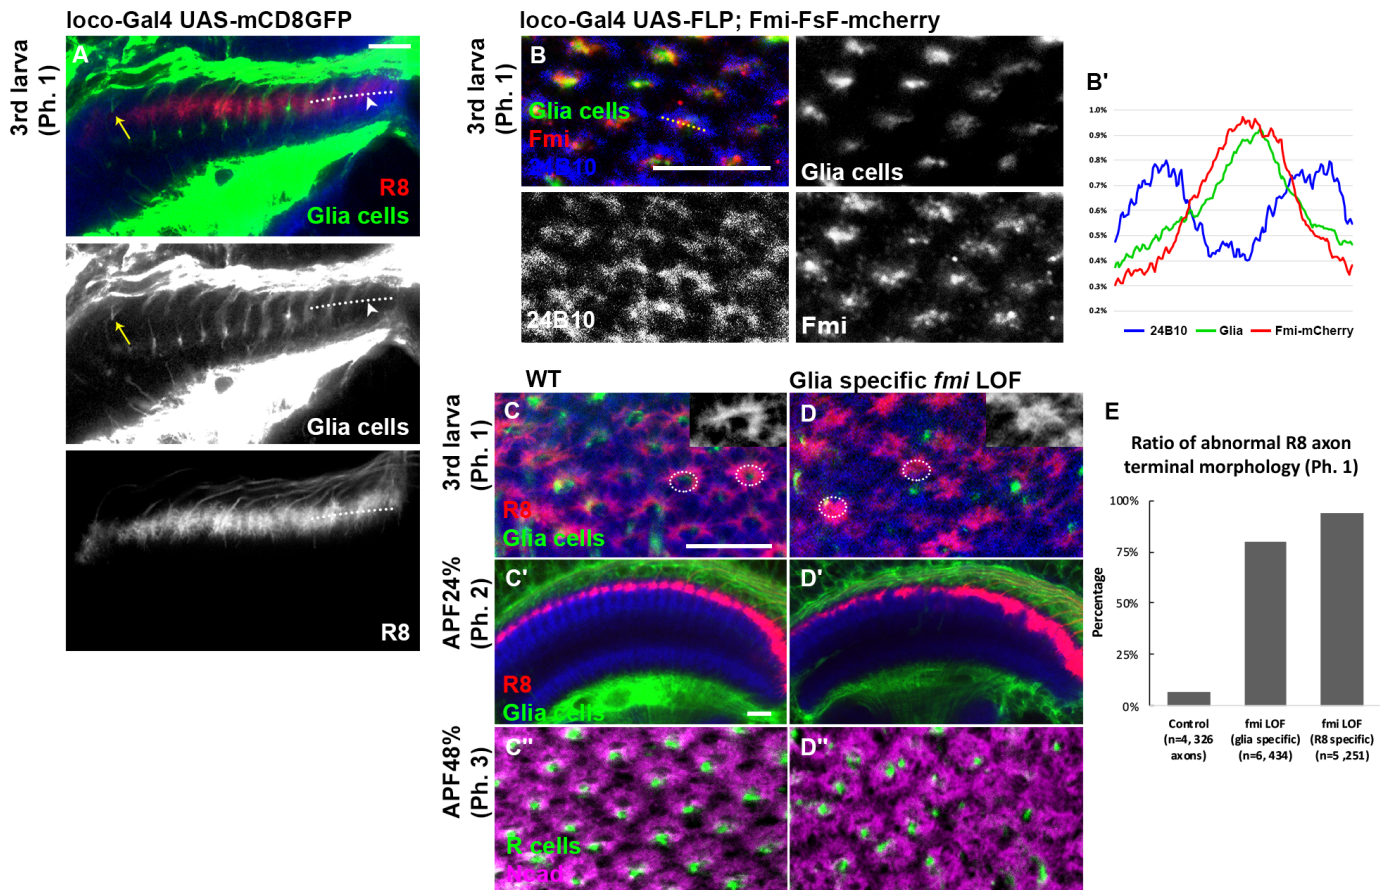 loco-Gal4 UAS-mCD8GFP
3rd larva
(Ph. 1)
A
R8
Glia cells
Glia cells
R8
loco-Gal4 UAS-FLP; Fmi-FsF-mcherry
3rd larva
(Ph. 1)
B
Glia cells
Fmi
24B10
Glia cells
24B10
Fmi
B'
1.0%
0.9%
0.8%
0.7%
0.6%
0.5%
0.4%
0.3%
0.2%
24B10
Glia
Fmi-mCherry
WT
Glia specific fmi LOF
3rd larva
(Ph. 1)
C
R8
Glia cells
D
APF24%
(Ph. 2)
C'
R8
Glia cells
D'
APF48%
(Ph. 3)
C"
R cells
Ncad
D"
E
Ratio of abnormal R8 axon
terminal morphology (Ph. 1)
Percentage
100%
75%
50%
25%
0%
Control
(n=4, 326
axons)
fmi LOF
(glia specific)
(n=6, 434)
fmi LOF
(R8 specific)
(n=5 ,251)